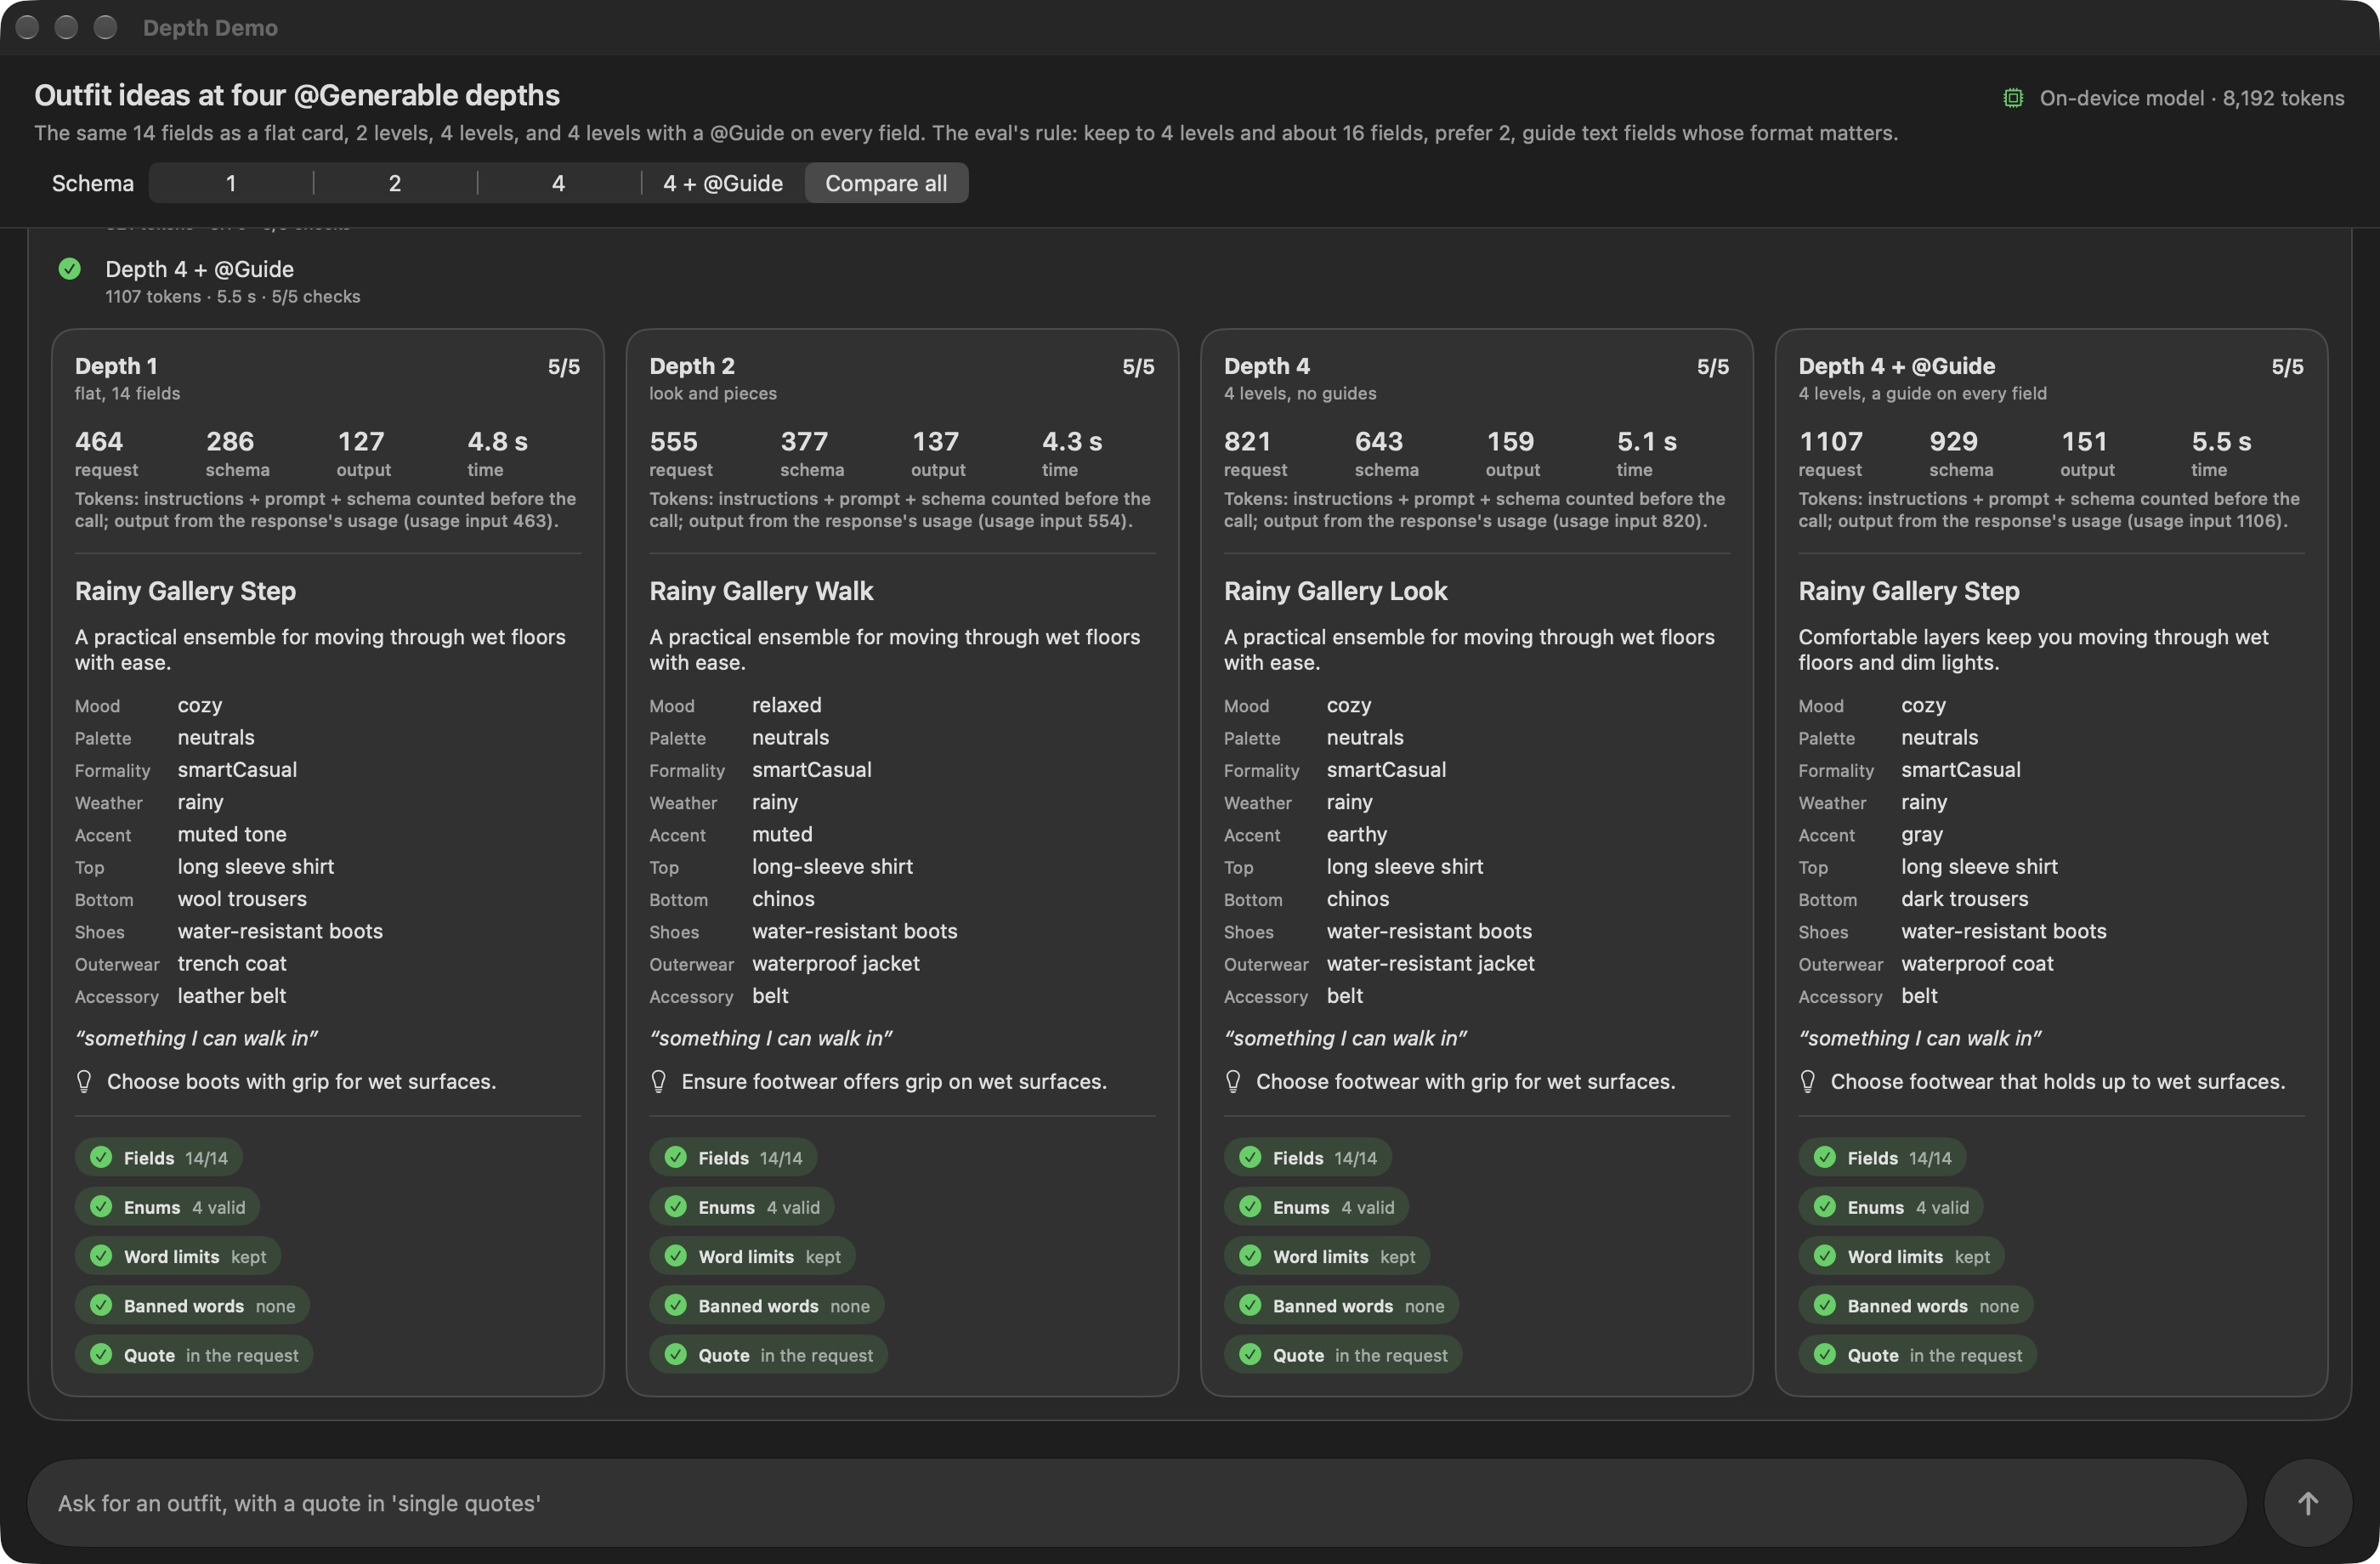 Depth Demo
Outfit ideas at four @Generable depths
On-device model · 8,192 tokens
The same 14 fields as a flat card, 2 levels, 4 levels, and 4 levels with a @Guide on every field. The eval's rule: keep to 4 levels and about 16 fields, prefer 2, guide text fields whose format matters.
Schema 1 2 4 4 + @Guide Compare all
Depth 4 + @Guide
1107 tokens · 5.5 s · 5/5 checks
Depth 1 5/5
flat, 14 fields
464 286 127 4.8 s
request schema output time
Tokens: instructions + prompt + schema counted before the
call; output from the response's usage (usage input 463).
Rainy Gallery Step
A practical ensemble for moving through wet floors
with ease.
Mood cozy
Palette neutrals
Formality smartCasual
Weather rainy
Accent muted tone
Top long sleeve shirt
Bottom wool trousers
Shoes water-resistant boots
Outerwear trench coat
Accessory leather belt
“something I can walk in”
Choose boots with grip for wet surfaces.
Fields 14/14
Enums 4 valid
Word limits kept
Banned words none
Quote in the request
Depth 2 5/5
look and pieces
555 377 137 4.3 s
request schema output time
Tokens: instructions + prompt + schema counted before the
call; output from the response's usage (usage input 554).
Rainy Gallery Walk
A practical ensemble for moving through wet floors
with ease.
Mood relaxed
Palette neutrals
Formality smartCasual
Weather rainy
Accent muted
Top long-sleeve shirt
Bottom chinos
Shoes water-resistant boots
Outerwear waterproof jacket
Accessory belt
“something I can walk in”
Ensure footwear offers grip on wet surfaces.
Fields 14/14
Enums 4 valid
Word limits kept
Banned words none
Quote in the request
Depth 4 5/5
4 levels, no guides
821 643 159 5.1 s
request schema output time
Tokens: instructions + prompt + schema counted before the
call; output from the response's usage (usage input 820).
Rainy Gallery Look
A practical ensemble for moving through wet floors
with ease.
Mood cozy
Palette neutrals
Formality smartCasual
Weather rainy
Accent earthy
Top long sleeve shirt
Bottom chinos
Shoes water-resistant boots
Outerwear water-resistant jacket
Accessory belt
“something I can walk in”
Choose footwear with grip for wet surfaces.
Fields 14/14
Enums 4 valid
Word limits kept
Banned words none
Quote in the request
Depth 4 + @Guide 5/5
4 levels, a guide on every field
1107 929 151 5.5 s
request schema output time
Tokens: instructions + prompt + schema counted before the
call; output from the response's usage (usage input 1106).
Rainy Gallery Step
Comfortable layers keep you moving through wet
floors and dim lights.
Mood cozy
Palette neutrals
Formality smartCasual
Weather rainy
Accent gray
Top long sleeve shirt
Bottom dark trousers
Shoes water-resistant boots
Outerwear waterproof coat
Accessory belt
“something I can walk in”
Choose footwear that holds up to wet surfaces.
Fields 14/14
Enums 4 valid
Word limits kept
Banned words none
Quote in the request
Ask for an outfit, with a quote in 'single quotes'